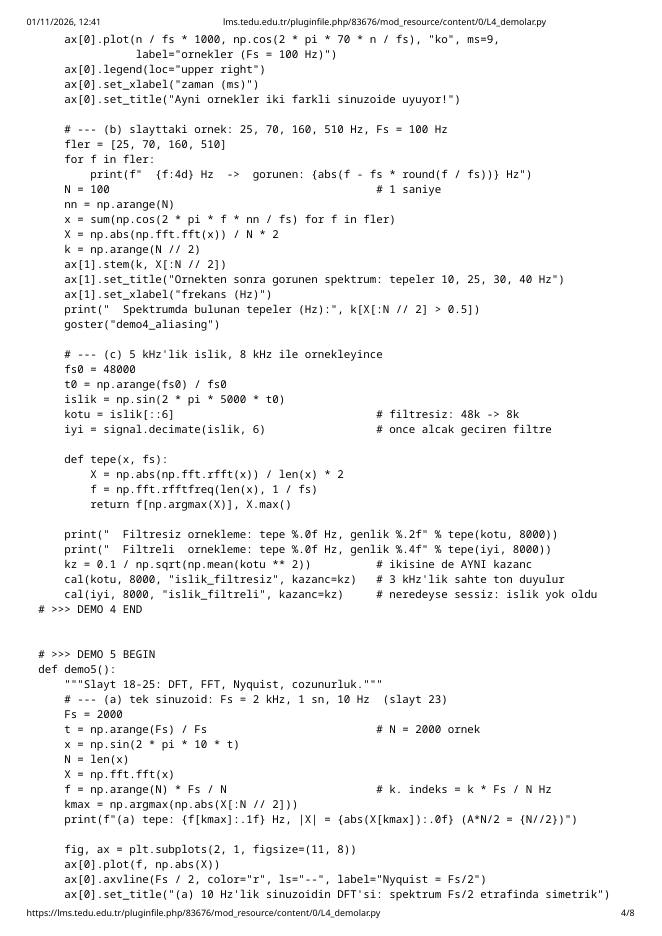 01/11/2026, 12:41 lms.tedu.edu.tr/pluginfile.php/83676/mod_resource/content/0/L4_demolar.py
    ax[0].plot(n / fs * 1000, np.cos(2 * pi * 70 * n / fs), "ko", ms=9,
               label="ornekler (Fs = 100 Hz)")
    ax[0].legend(loc="upper right")
    ax[0].set_xlabel("zaman (ms)")
    ax[0].set_title("Ayni ornekler iki farkli sinuzoide uyuyor!")

    # --- (b) slayttaki ornek: 25, 70, 160, 510 Hz, Fs = 100 Hz
    fler = [25, 70, 160, 510]
    for f in fler:
        print(f"  {f:4d} Hz  ->  gorunen: {abs(f - fs * round(f / fs))} Hz")
    N = 100                                         # 1 saniye
    nn = np.arange(N)
    x = sum(np.cos(2 * pi * f * nn / fs) for f in fler)
    X = np.abs(np.fft.fft(x)) / N * 2
    k = np.arange(N // 2)
    ax[1].stem(k, X[:N // 2])
    ax[1].set_title("Ornekten sonra gorunen spektrum: tepeler 10, 25, 30, 40 Hz")
    ax[1].set_xlabel("frekans (Hz)")
    print("  Spektrumda bulunan tepeler (Hz):", k[X[:N // 2] > 0.5])
    goster("demo4_aliasing")

    # --- (c) 5 kHz'lik islik, 8 kHz ile ornekleyince
    fs0 = 48000
    t0 = np.arange(fs0) / fs0
    islik = np.sin(2 * pi * 5000 * t0)
    kotu = islik[::6]                               # filtresiz: 48k -> 8k
    iyi = signal.decimate(islik, 6)                 # once alcak geciren filtre

    def tepe(x, fs):
        X = np.abs(np.fft.rfft(x)) / len(x) * 2
        f = np.fft.rfftfreq(len(x), 1 / fs)
        return f[np.argmax(X)], X.max()

    print("  Filtresiz ornekleme: tepe %.0f Hz, genlik %.2f" % tepe(kotu, 8000))
    print("  Filtreli  ornekleme: tepe %.0f Hz, genlik %.4f" % tepe(iyi, 8000))
    kz = 0.1 / np.sqrt(np.mean(kotu ** 2))          # ikisine de AYNI kazanc
    cal(kotu, 8000, "islik_filtresiz", kazanc=kz)   # 3 kHz'lik sahte ton duyulur
    cal(iyi, 8000, "islik_filtreli", kazanc=kz)     # neredeyse sessiz: islik yok oldu
# >>> DEMO 4 END


# >>> DEMO 5 BEGIN
def demo5():
    """Slayt 18-25: DFT, FFT, Nyquist, cozunurluk."""
    # --- (a) tek sinuzoid: Fs = 2 kHz, 1 sn, 10 Hz  (slayt 23)
    Fs = 2000
    t = np.arange(Fs) / Fs                          # N = 2000 ornek
    x = np.sin(2 * pi * 10 * t)
    N = len(x)
    X = np.fft.fft(x)
    f = np.arange(N) * Fs / N                       # k. indeks = k * Fs / N Hz
    kmax = np.argmax(np.abs(X[:N // 2]))
    print(f"(a) tepe: {f[kmax]:.1f} Hz, |X| = {abs(X[kmax]):.0f} (A*N/2 = {N//2})")

    fig, ax = plt.subplots(2, 1, figsize=(11, 8))
    ax[0].plot(f, np.abs(X))
    ax[0].axvline(Fs / 2, color="r", ls="--", label="Nyquist = Fs/2")
    ax[0].set_title("(a) 10 Hz'lik sinuzoidin DFT'si: spektrum Fs/2 etrafinda simetrik")
https://lms.tedu.edu.tr/pluginfile.php/83676/mod_resource/content/0/L4_demolar.py 4/8